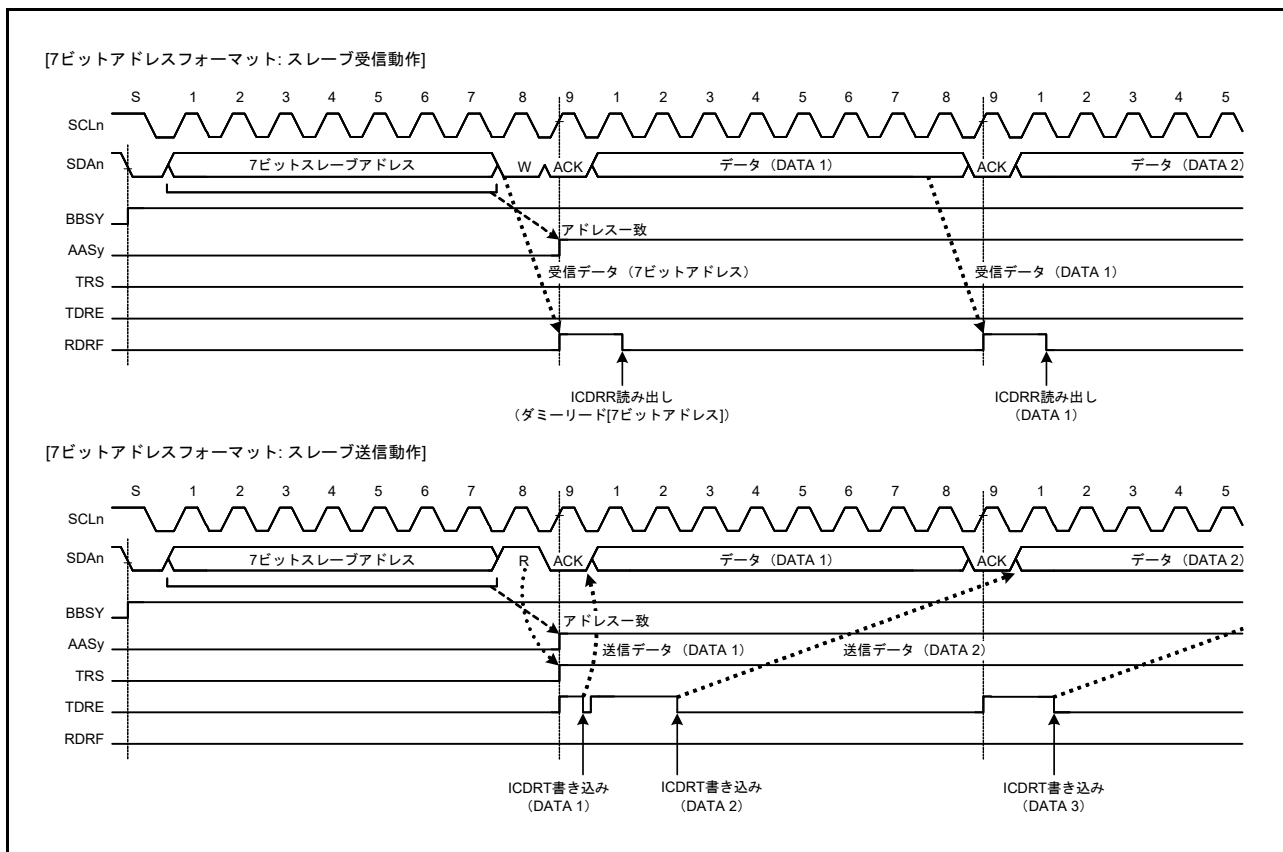 [7ビットアドレスフォーマット: スレーブ受信動作]
S 1 2 3 4 5 6 7 8 9 1 2 3 4 5 6 7 8 9 1 2 3 4 5
SCLn
SDAn 7ビットスレーブアドレス W ACK データ（DATA 1） ACK データ（DATA 2）
BBSY
アドレス一致
AASy
受信データ（7ビットアドレス） 受信データ（DATA 1）
TRS
TDRE
RDRF
ICDRR読み出し ICDRR読み出し
（ダミーリード[7ビットアドレス]） （DATA 1）
[7ビットアドレスフォーマット: スレーブ送信動作]
S 1 2 3 4 5 6 7 8 9 1 2 3 4 5 6 7 8 9 1 2 3 4 5
SCLn
SDAn 7ビットスレーブアドレス R ACK データ（DATA 1） ACK データ（DATA 2）
BBSY
アドレス一致
AASy
送信データ（DATA 1） 送信データ（DATA 2）
TRS
TDRE
RDRF
ICDRT書き込み ICDRT書き込み ICDRT書き込み
（DATA 1） （DATA 2） （DATA 3）